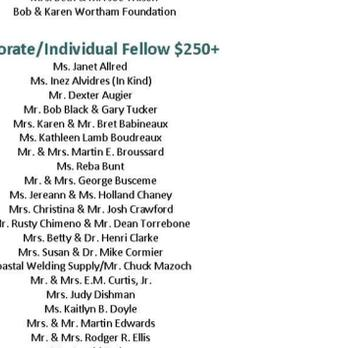 Bob & Karen Wortham Foundation
orate/Individual Fellow $250+
Ms. Janet Allred
Ms. Inez Alvidres (In Kind)
Mr. Dexter Augier
Mr. Bob Black & Gary Tucker
Mrs. Karen & Mr. Bret Babineaux
Ms. Kathleen Lamb Boudreaux
Mr. & Mrs. Martin E. Broussard
Ms. Reba Bunt
Mr. & Mrs. George Busceme
Ms. Jereann & Ms. Holland Chaney
Mrs. Christina & Mr. Josh Crawford
r. Rusty Chimeno & Mr. Dean Torrebone
Mrs. Betty & Dr. Henri Clarke
Mrs. Susan & Dr. Mike Cormier
oastal Welding Supply/Mr. Chuck Mazoch
Mr. & Mrs. E.M. Curtis, Jr.
Mrs. Judy Dishman
Ms. Kaitlyn B. Doyle
Mrs. & Mr. Martin Edwards
Mr. & Mrs. Rodger R. Ellis